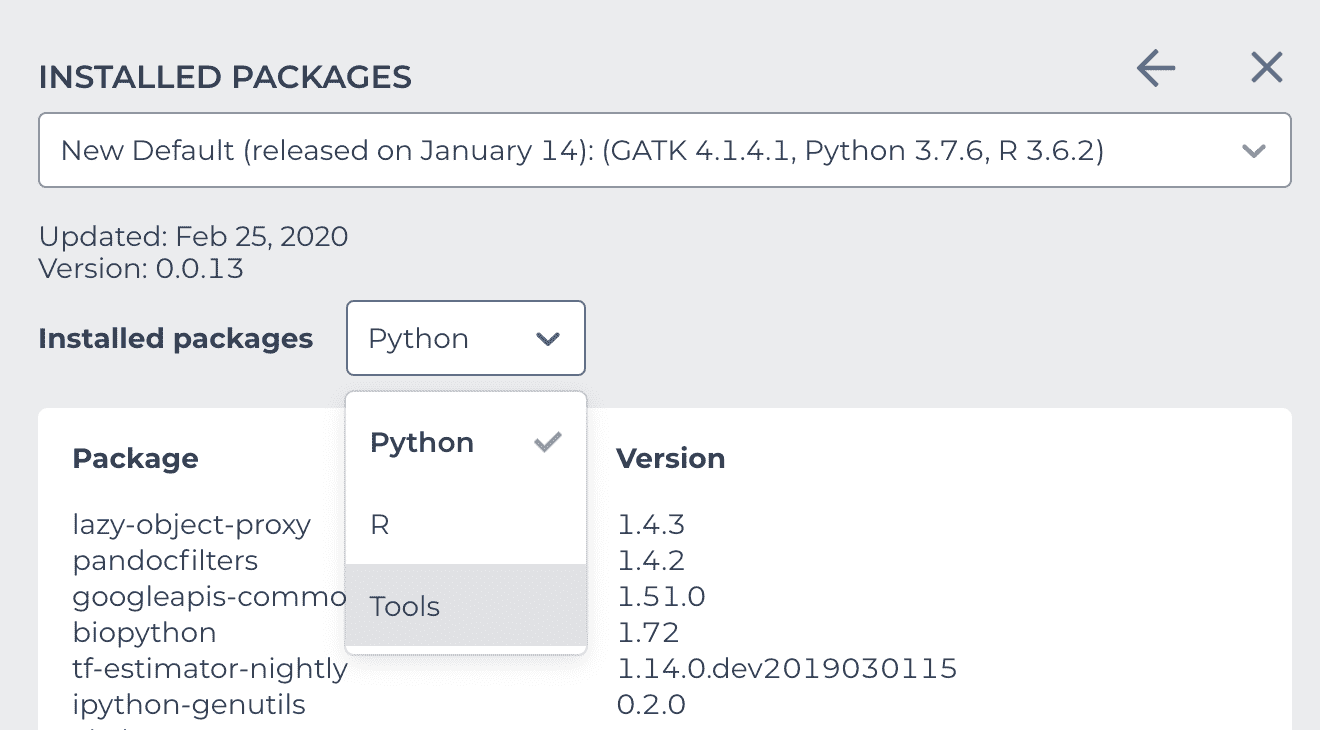 INSTALLED PACKAGES
New Default (released on January 14): (GATK 4.1.4.1, Python 3.7.6, R 3.6.2)
Updated: Feb 25, 2020
Version: 0.0.13
Installed packages Python
Python
R
Tools
Package Version
lazy-object-proxy 1.4.3
pandocfilters 1.4.2
googleapis-commo 1.51.0
biopython 1.72
tf-estimator-nightly 1.14.0.dev2019030115
ipython-genutils 0.2.0